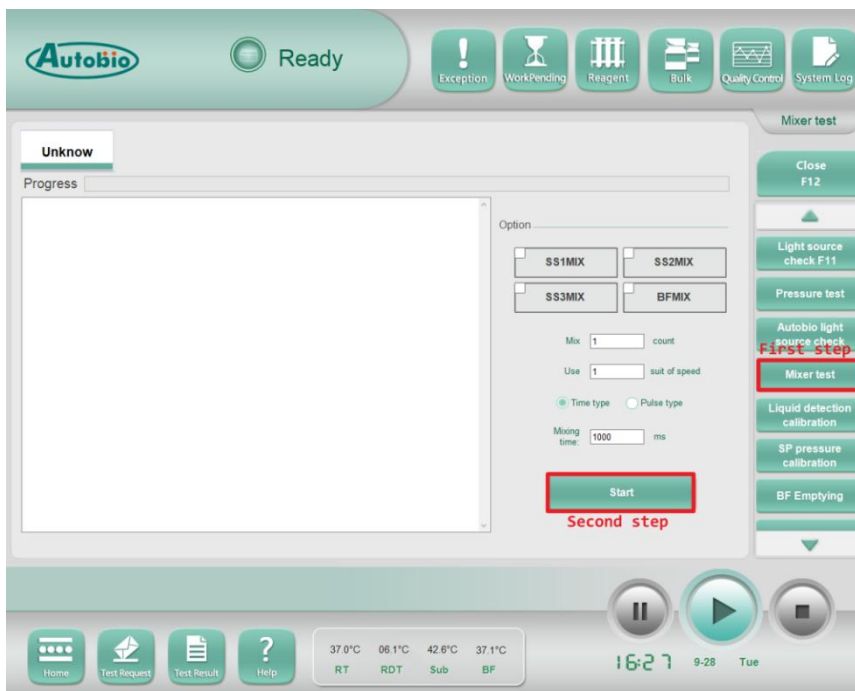 Autobio
Ready
Exception
WorkPending
Reagent
Bulk
Quality Control
System Log
Mixer test
Unknow
Progress
Close
F12
Option
SS1MIX
SS2MIX
SS3MIX
BFMIX
Mix 1 count
Use 1 suit of speed
Time type
Pulse type
Mixing
time: 1000 ms
Start
Second step
Light source
check F11
Pressure test
Autobio light
source check
First step
Mixer test
Liquid detection
calibration
SP pressure
calibration
BF Emptying
Home
Test Request
Test Result
Help
37.0°C 06.1°C 42.6°C 37.1°C
RT RDT Sub BF
16:27 9-28 Tue